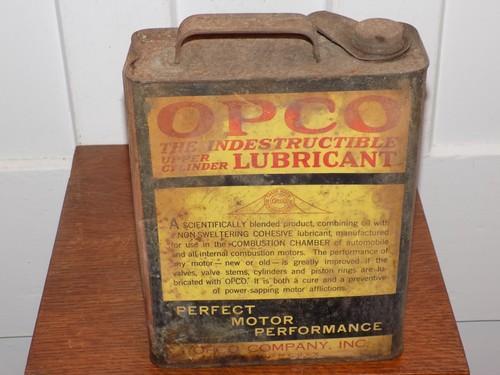 OPCO
THE INDESTRUCTIBLE
UPPER CYLINDER LUBRICANT
A SCIENTIFICALLY blended product, combining oil with
NON-SWELTERING COHESIVE lubricant, manufactured
for use in the COMBUSTION CHAMBER of automobile
and all internal combustion motors. The performance of
any motor — new or old — is greatly improved if the
valves, valve stems, cylinders and piston rings are lu-
bricated with OPCO. It is both a cure and a preventive
of power-sapping motor afflictions.
PERFECT
MOTOR
PERFORMANCE
OPCO COMPANY, INC.